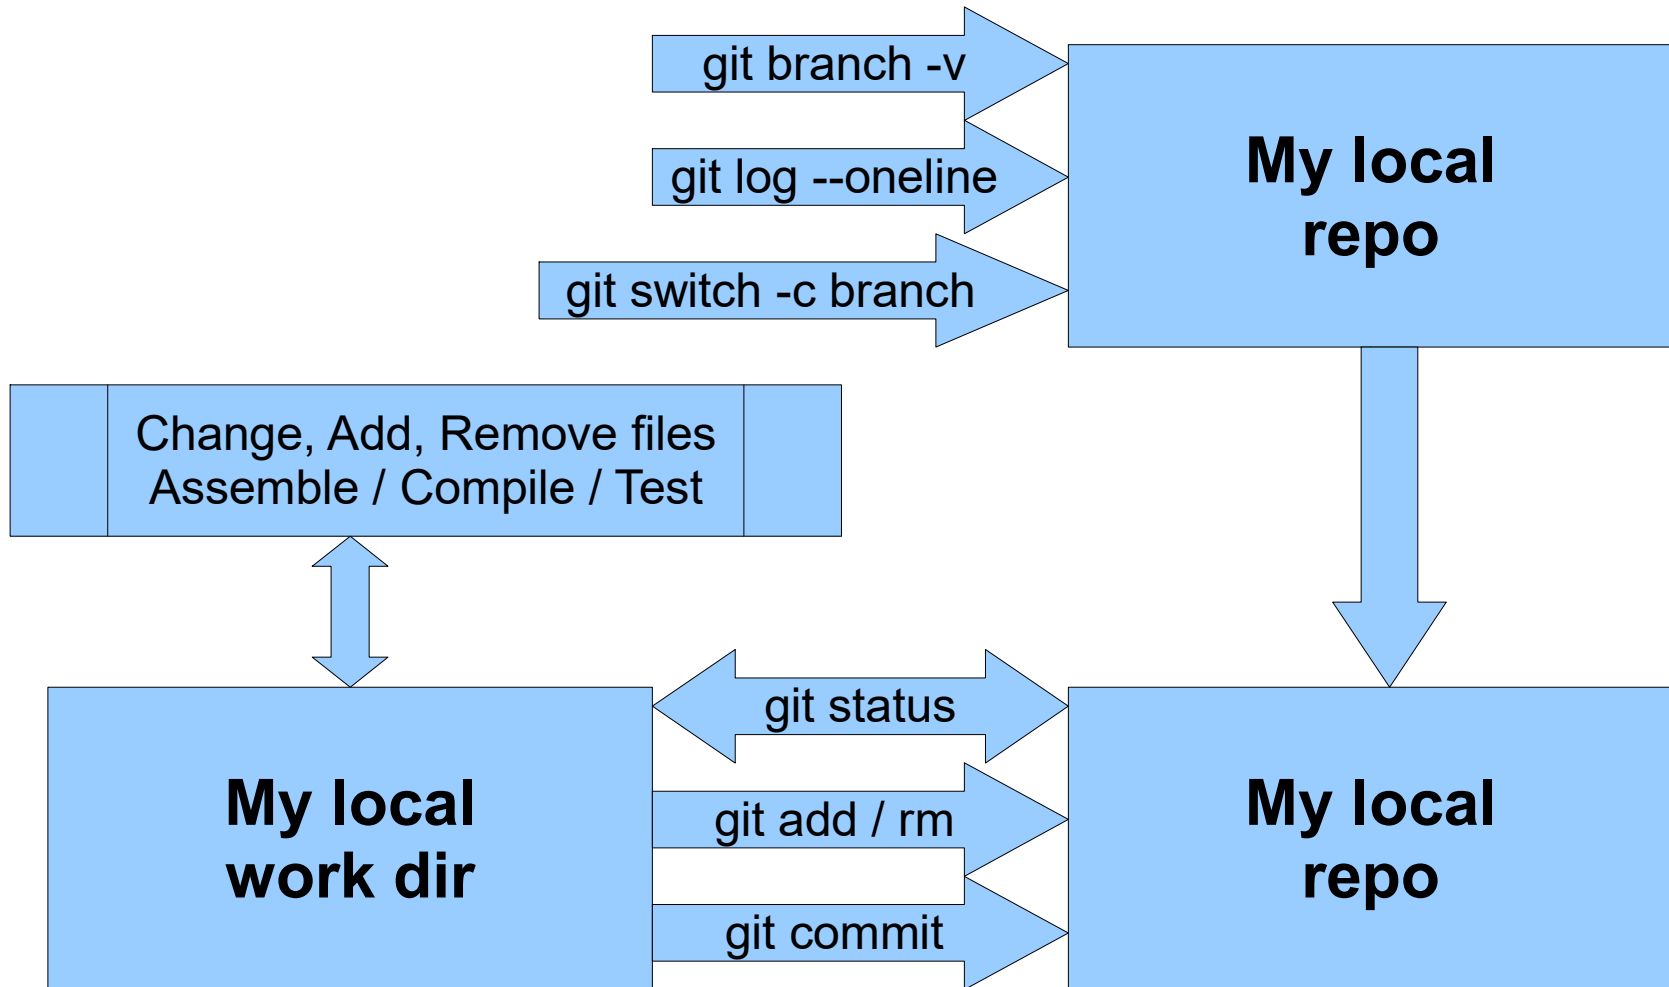 git branch -v
git log --oneline
git switch -c branch
My local
repo
Change, Add, Remove files
Assemble / Compile / Test
My local
work dir
git status
git add / rm
git commit
My local
repo